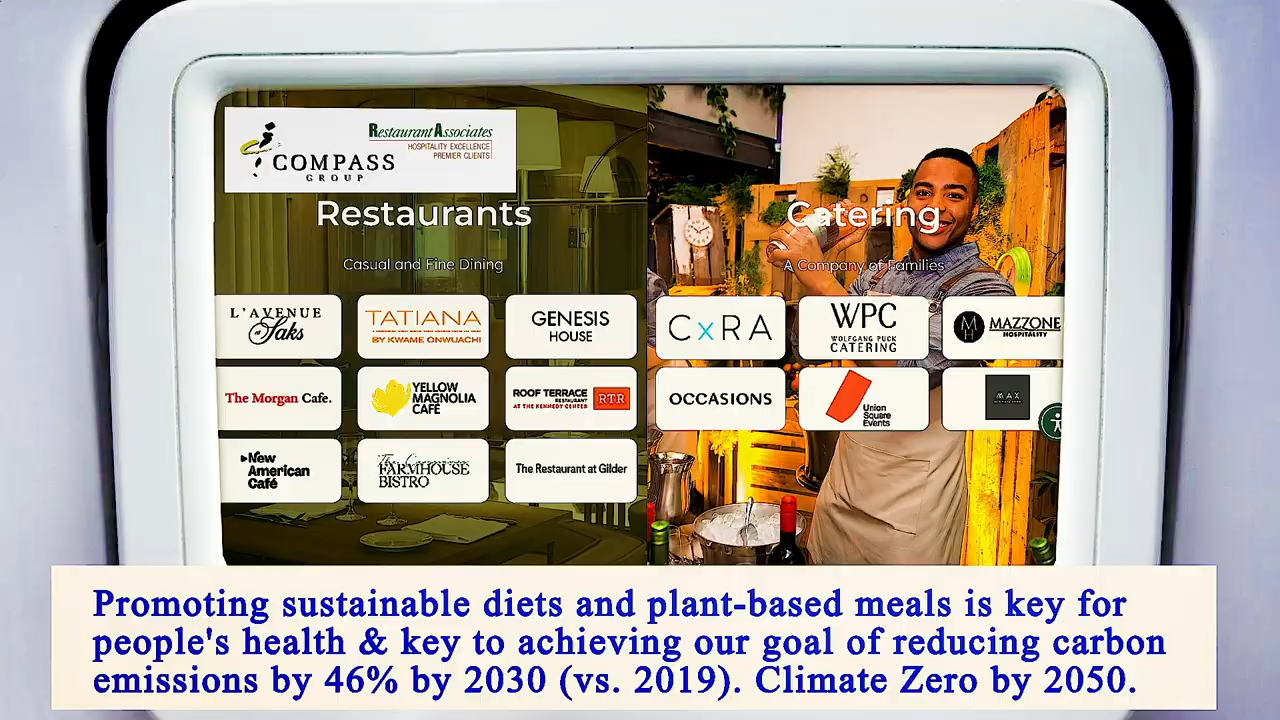 COMPASS
GROUP
Restaurant Associates
HOSPITALITY EXCELLENCE
PREMIER CLIENTS
Restaurants
Casual and Fine Dining
L'AVENUE
Saks
TATIANA
BY KWAME ONWUACHI
GENESIS
HOUSE
The Morgan Cafe.
YELLOW
MAGNOLIA
CAFÉ
ROOF TERRACE
RESTAURANT
AT THE KENNEDY CENTER
RTR
New
American
Café
FARMHOUSE
BISTRO
The Restaurant at Gilder
Catering
A Company of Families
CxRA
WPC
WOLFGANG PUCK
CATERING
MH
MAZZONE
HOSPITALITY
OCCASIONS
Union
Square
Events
MAX
Promoting sustainable diets and plant-based meals is key for
people's health & key to achieving our goal of reducing carbon
emissions by 46% by 2030 (vs. 2019). Climate Zero by 2050.